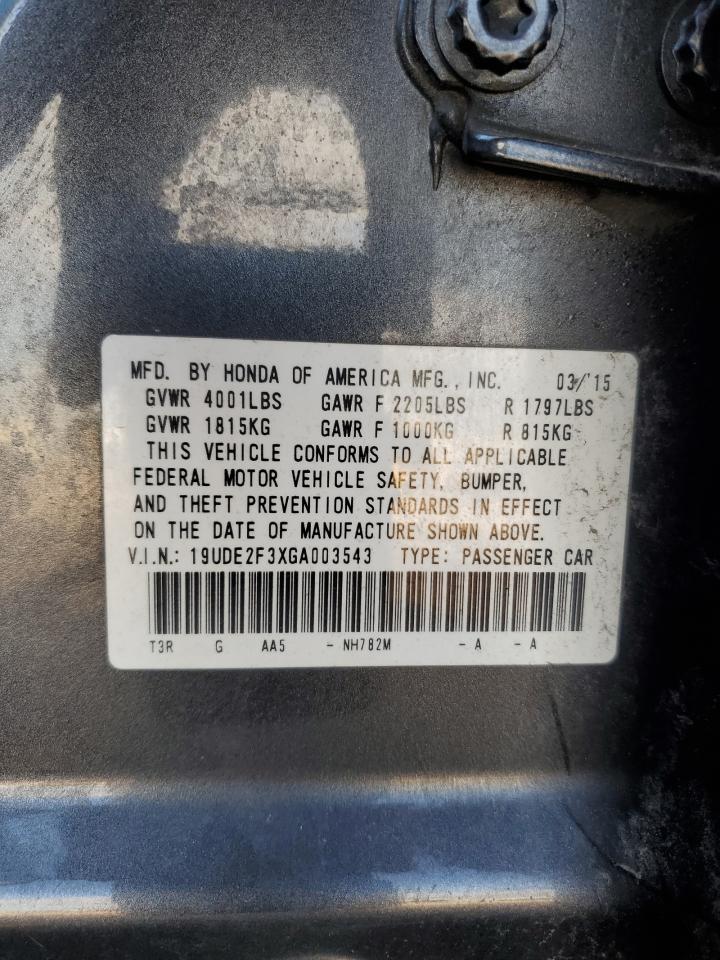 MFD. BY HONDA OF AMERICA MFG., INC. 03/'15
GVWR 4001LBS GAWR F 2205LBS R 1797LBS
GVWR 1815KG GAWR F 1000KG R 815KG
THIS VEHICLE CONFORMS TO ALL APPLICABLE
FEDERAL MOTOR VEHICLE SAFETY, BUMPER,
AND THEFT PREVENTION STANDARDS IN EFFECT
ON THE DATE OF MANUFACTURE SHOWN ABOVE.
V.I.N.: 19UDE2F3XGA003543 TYPE: PASSENGER CAR
T3R G AA5 - NH782M - A - A